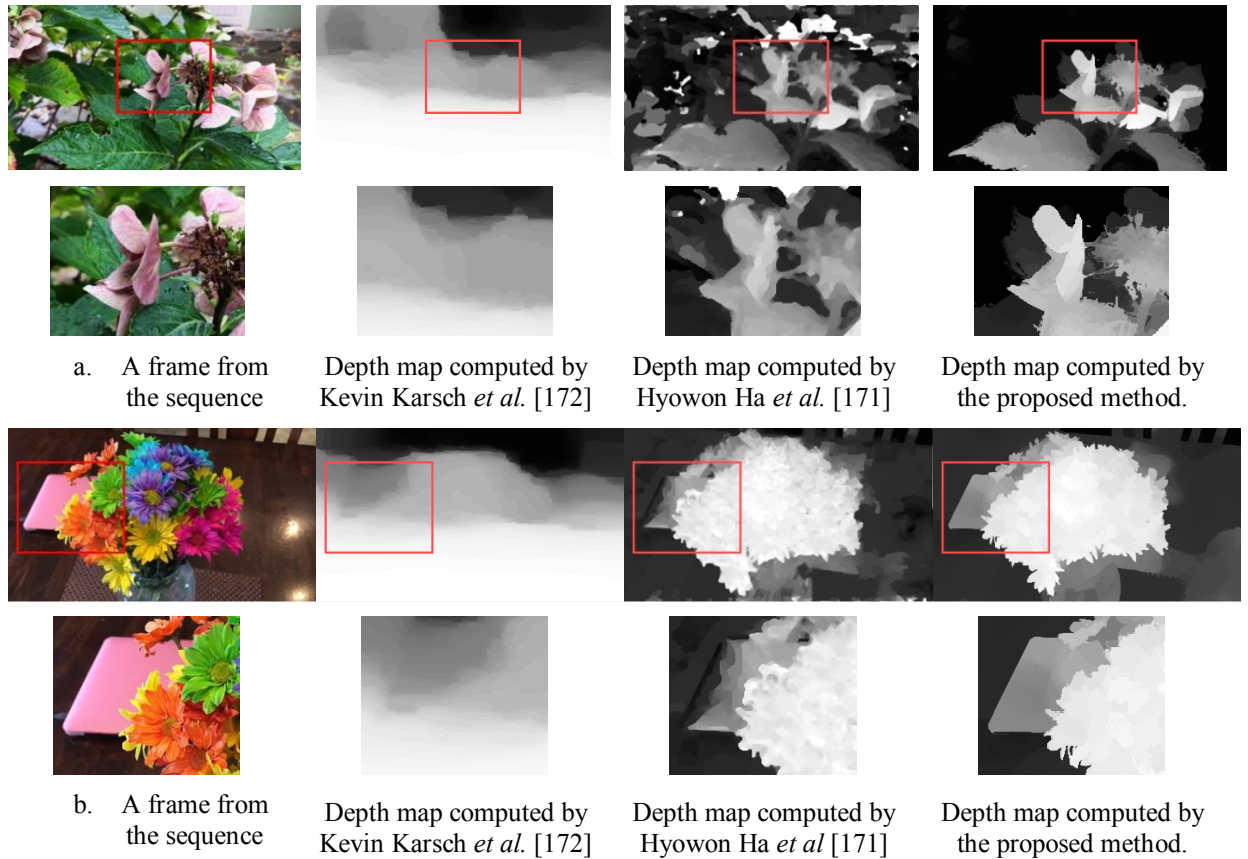 a. A frame from
the sequence
Depth map computed by
Kevin Karsch et al. [172]
Depth map computed by
Hyowon Ha et al. [171]
Depth map computed by
the proposed method.
b. A frame from
the sequence
Depth map computed by
Kevin Karsch et al. [172]
Depth map computed by
Hyowon Ha et al [171]
Depth map computed by
the proposed method.